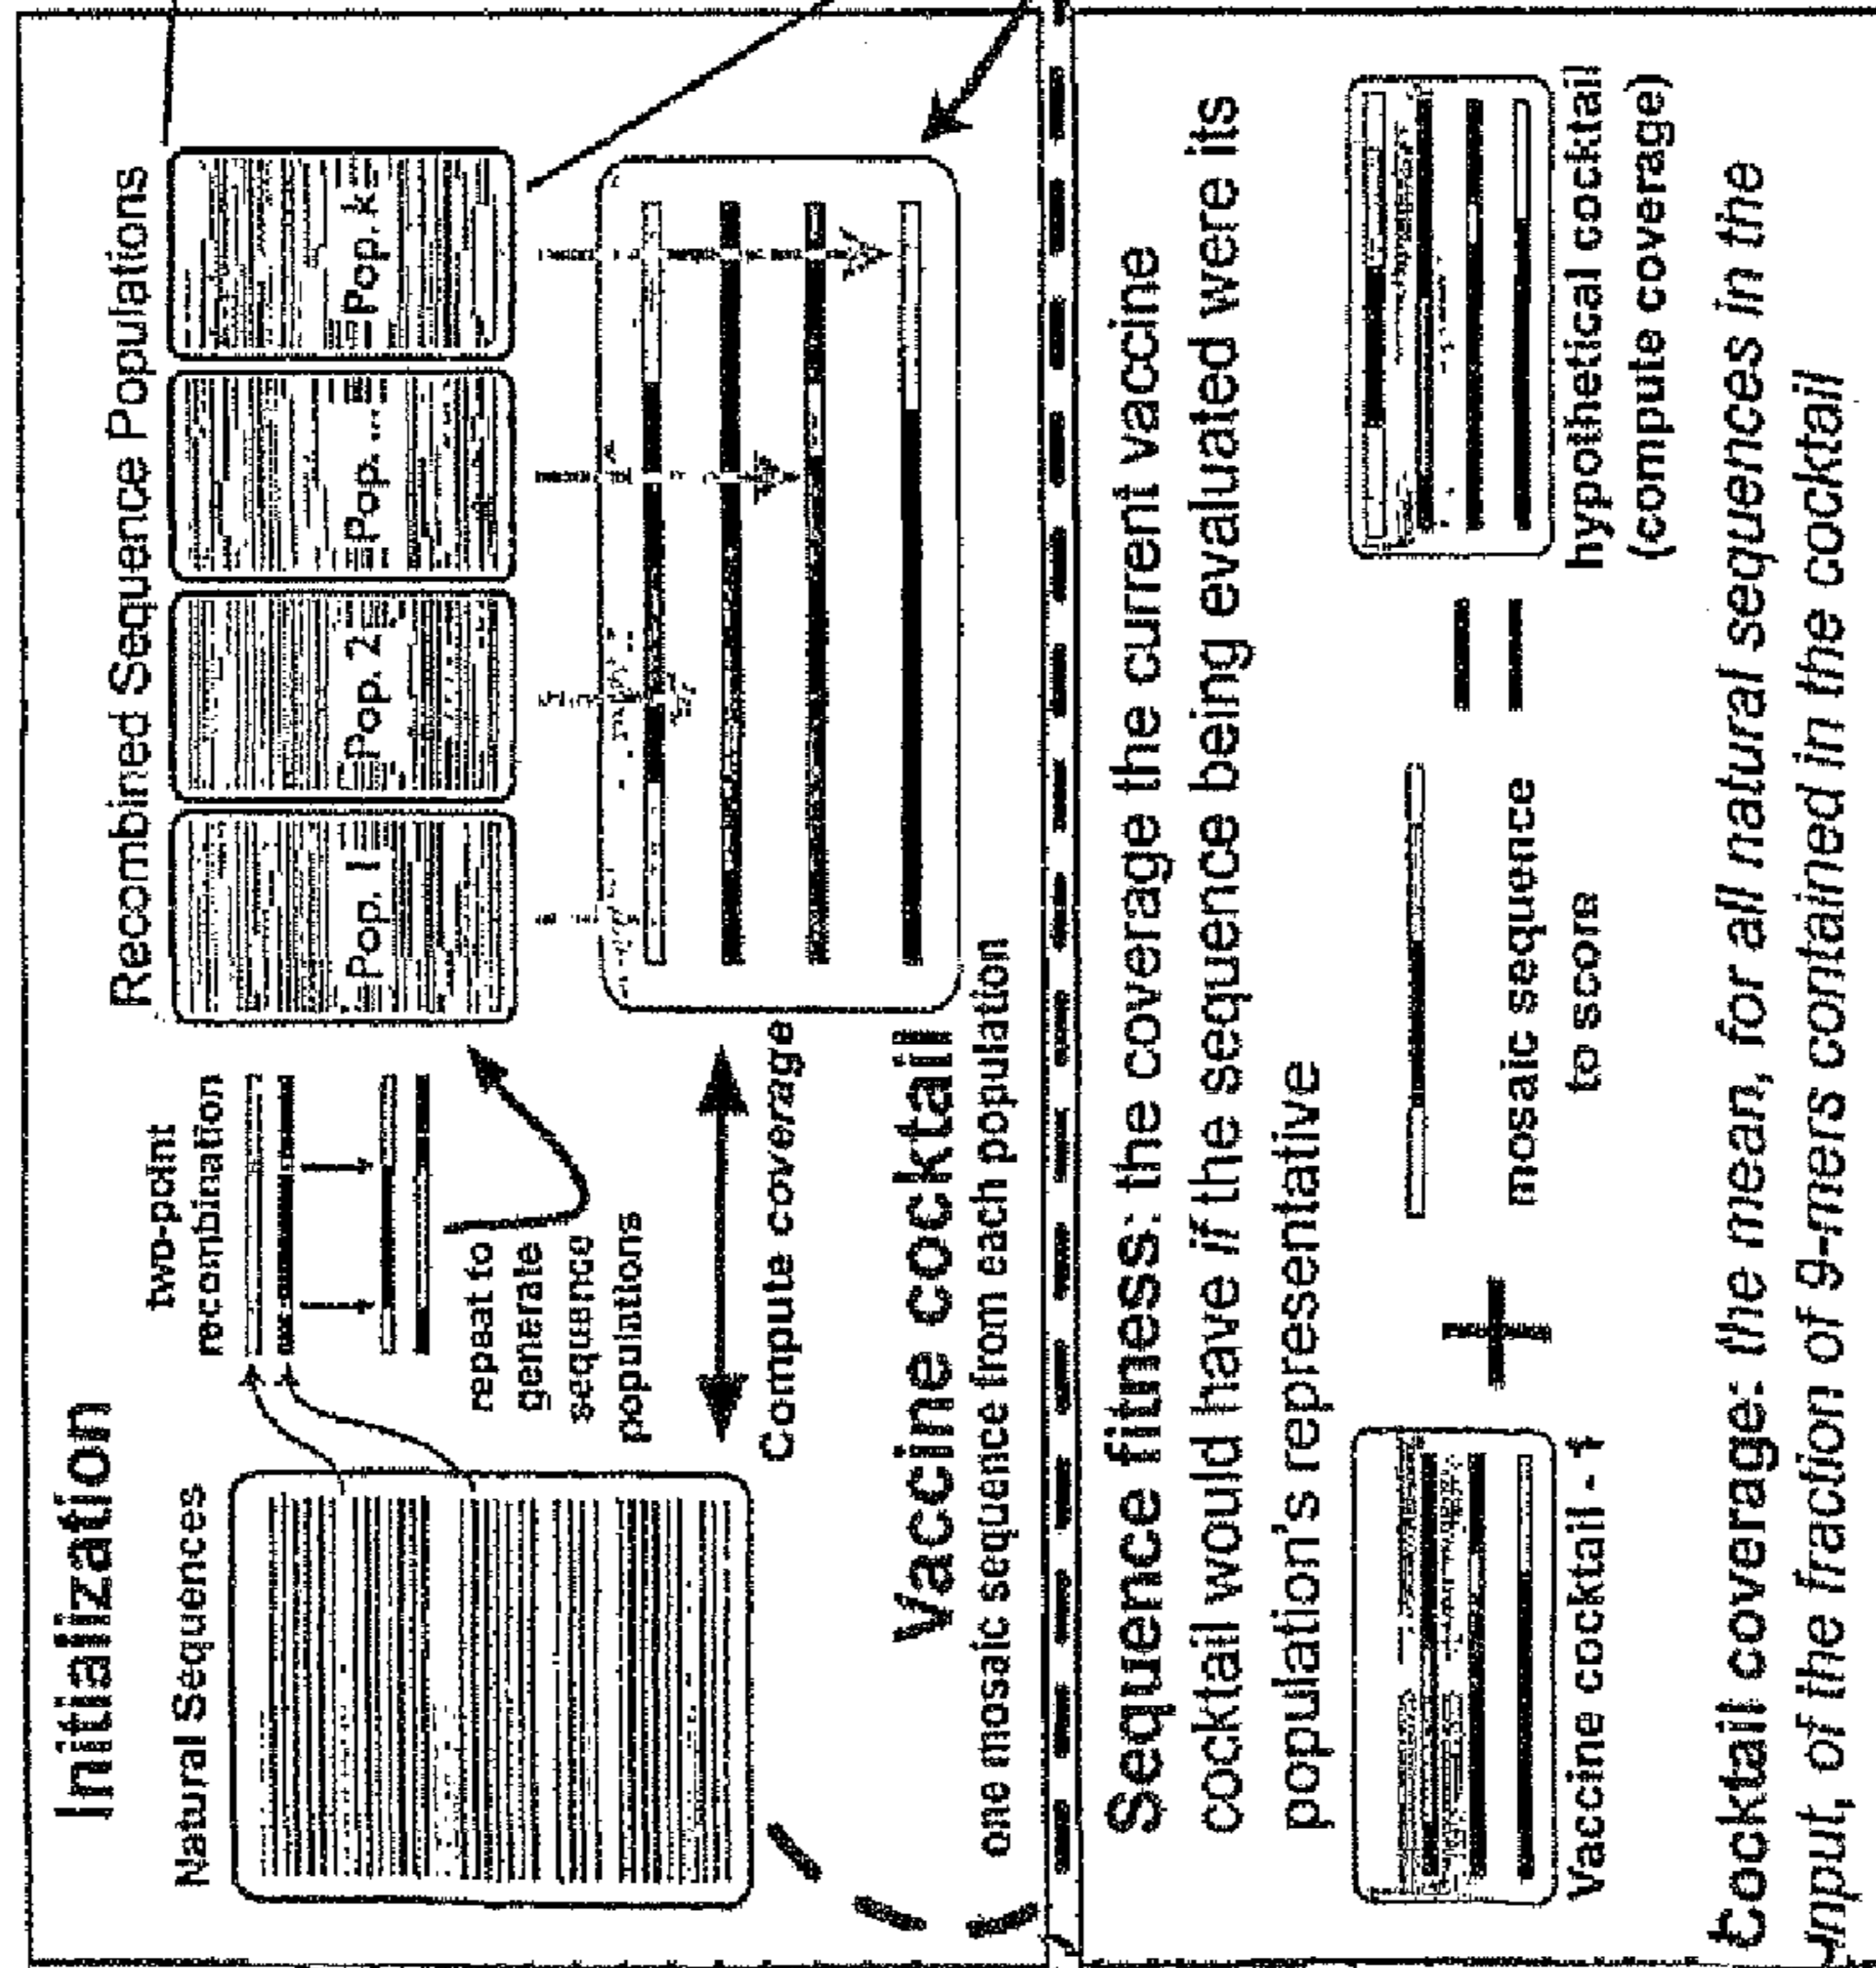 Initialization
Natural Sequences
two-point
recombination
repeat to
generate
sequence
populations
Recombined Sequence Populations
Pop. 1
Pop. 2
Pop. ...
Pop. k
Compute coverage
Vaccine cocktail
one mosaic sequence from each population
Sequence fitness: the coverage the current vaccine
cocktail would have if the sequence being evaluated were its
population's representative
Vaccine cocktail - 1
+
mosaic sequence
to score
=
hypothetical cocktail
(compute coverage)
Cocktail coverage: the mean, for all natural sequences in the
input, of the fraction of 9-mers contained in the cocktail